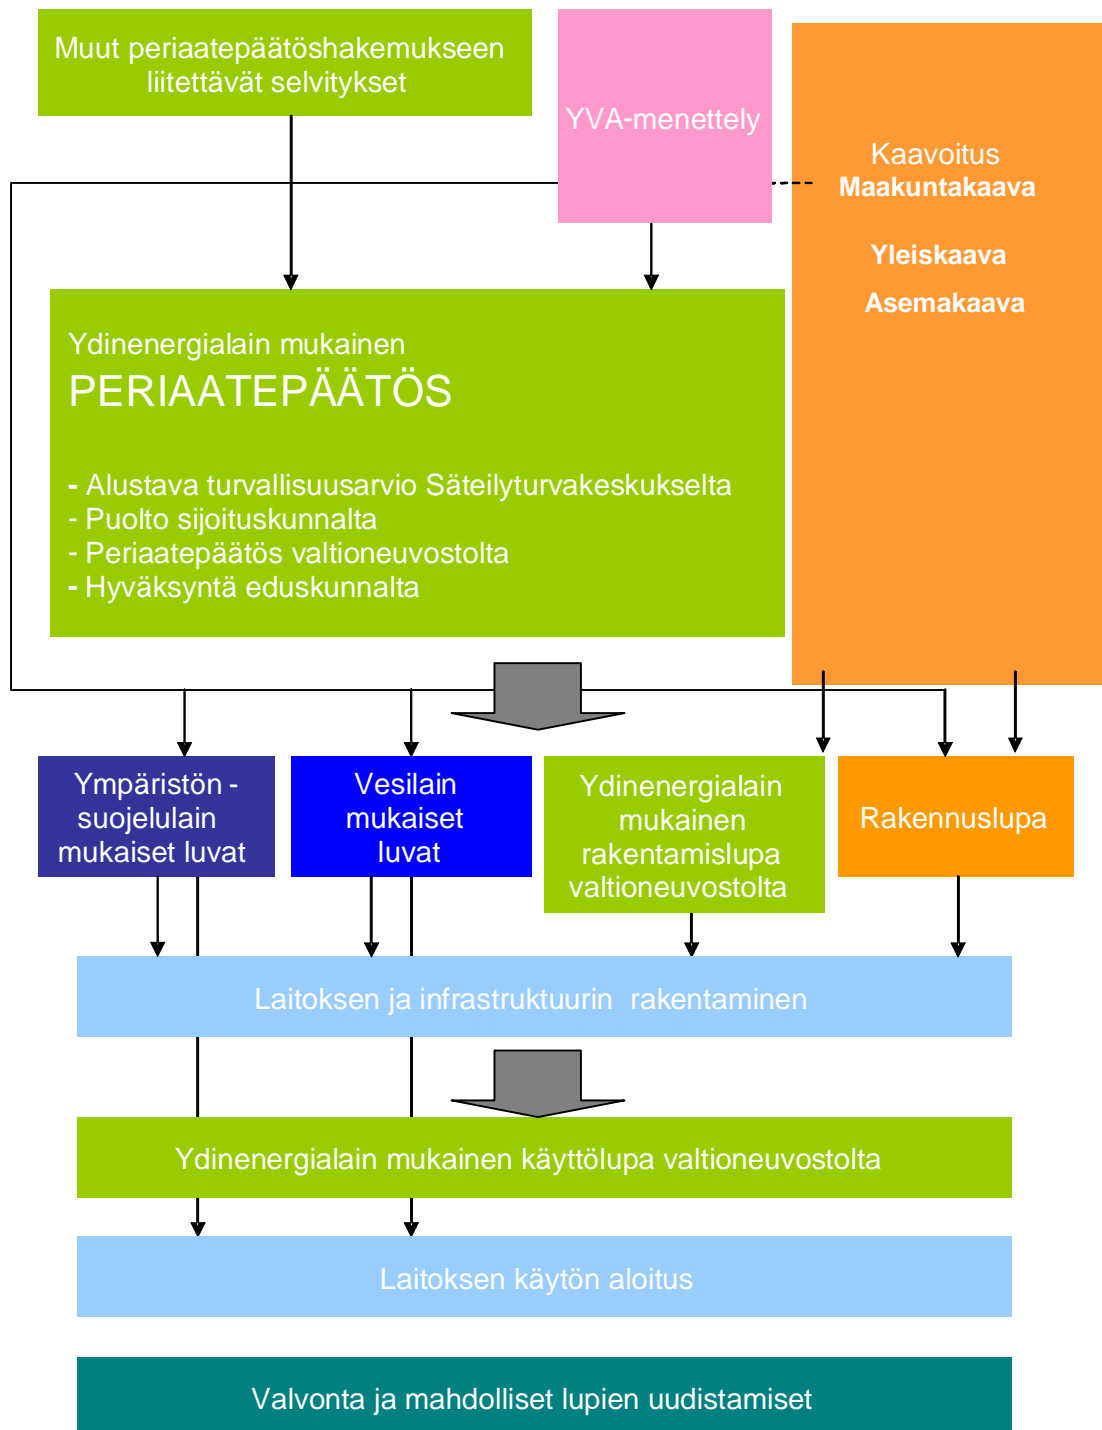 Muut periaatepäätöshakemukseen
liitettävät selvitykset
YVA-menettely
Kaavoitus
Maakuntakaava
Yleiskaava
Asemakaava
Ydinenergialain mukainen
PERIAATEPÄÄTÖS
- Alustava turvallisuusarvio Säteilyturvakeskukselta
- Puolto sijoituskunnalta
- Periaatepäätös valtioneuvostolta
- Hyväksyntä eduskunnalta
Ympäristön -
suojelulain
mukaiset luvat
Vesilain
mukaiset
luvat
Ydinenergialain
mukainen
rakentamislupa
valtioneuvostolta
Rakennuslupa
Laitoksen ja infrastruktuurin rakentaminen
Ydinenergialain mukainen käyttölupa valtioneuvostolta
Laitoksen käytön aloitus
Valvonta ja mahdolliset lupien uudistamiset